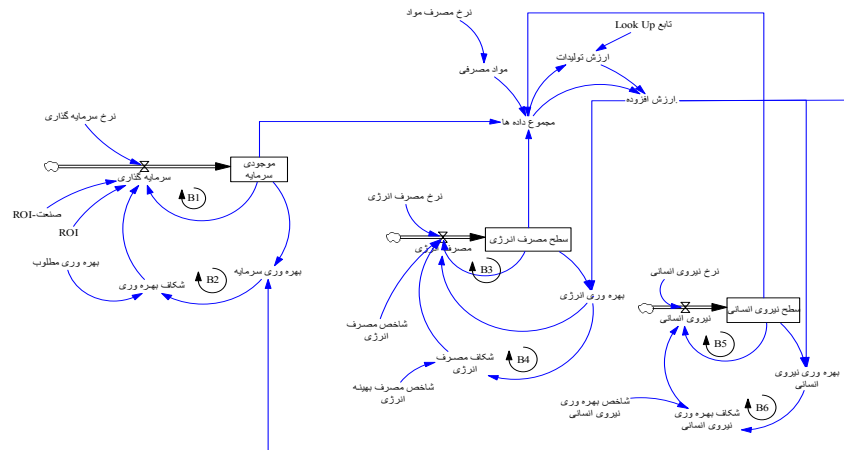 نرخ مصرف مواد
تابع Look Up
مواد مصرفی
ارزش تولیدات
ارزش افزوده
مجموع داده ها
نرخ سرمایه گذاری
موجودی
سرمایه
سرمایه گذاری
B1
ROI-صنعت
ROI
بهره وری مطلوب
شکاف بهره وری
B2
بهره وری سرمایه
نرخ مصرف انرژی
سطح مصرف انرژی
مصرف انرژی
B3
بهره وری انرژی
شاخص مصرف
انرژی
شکاف مصرف
انرژی
B4
شاخص مصرف بهینه
انرژی
نرخ نیروی انسانی
سطح نیروی انسانی
نیروی انسانی
B5
بهره وری نیروی
انسانی
شاخص بهره وری
نیروی انسانی
شکاف بهره وری
نیروی انسانی
B6